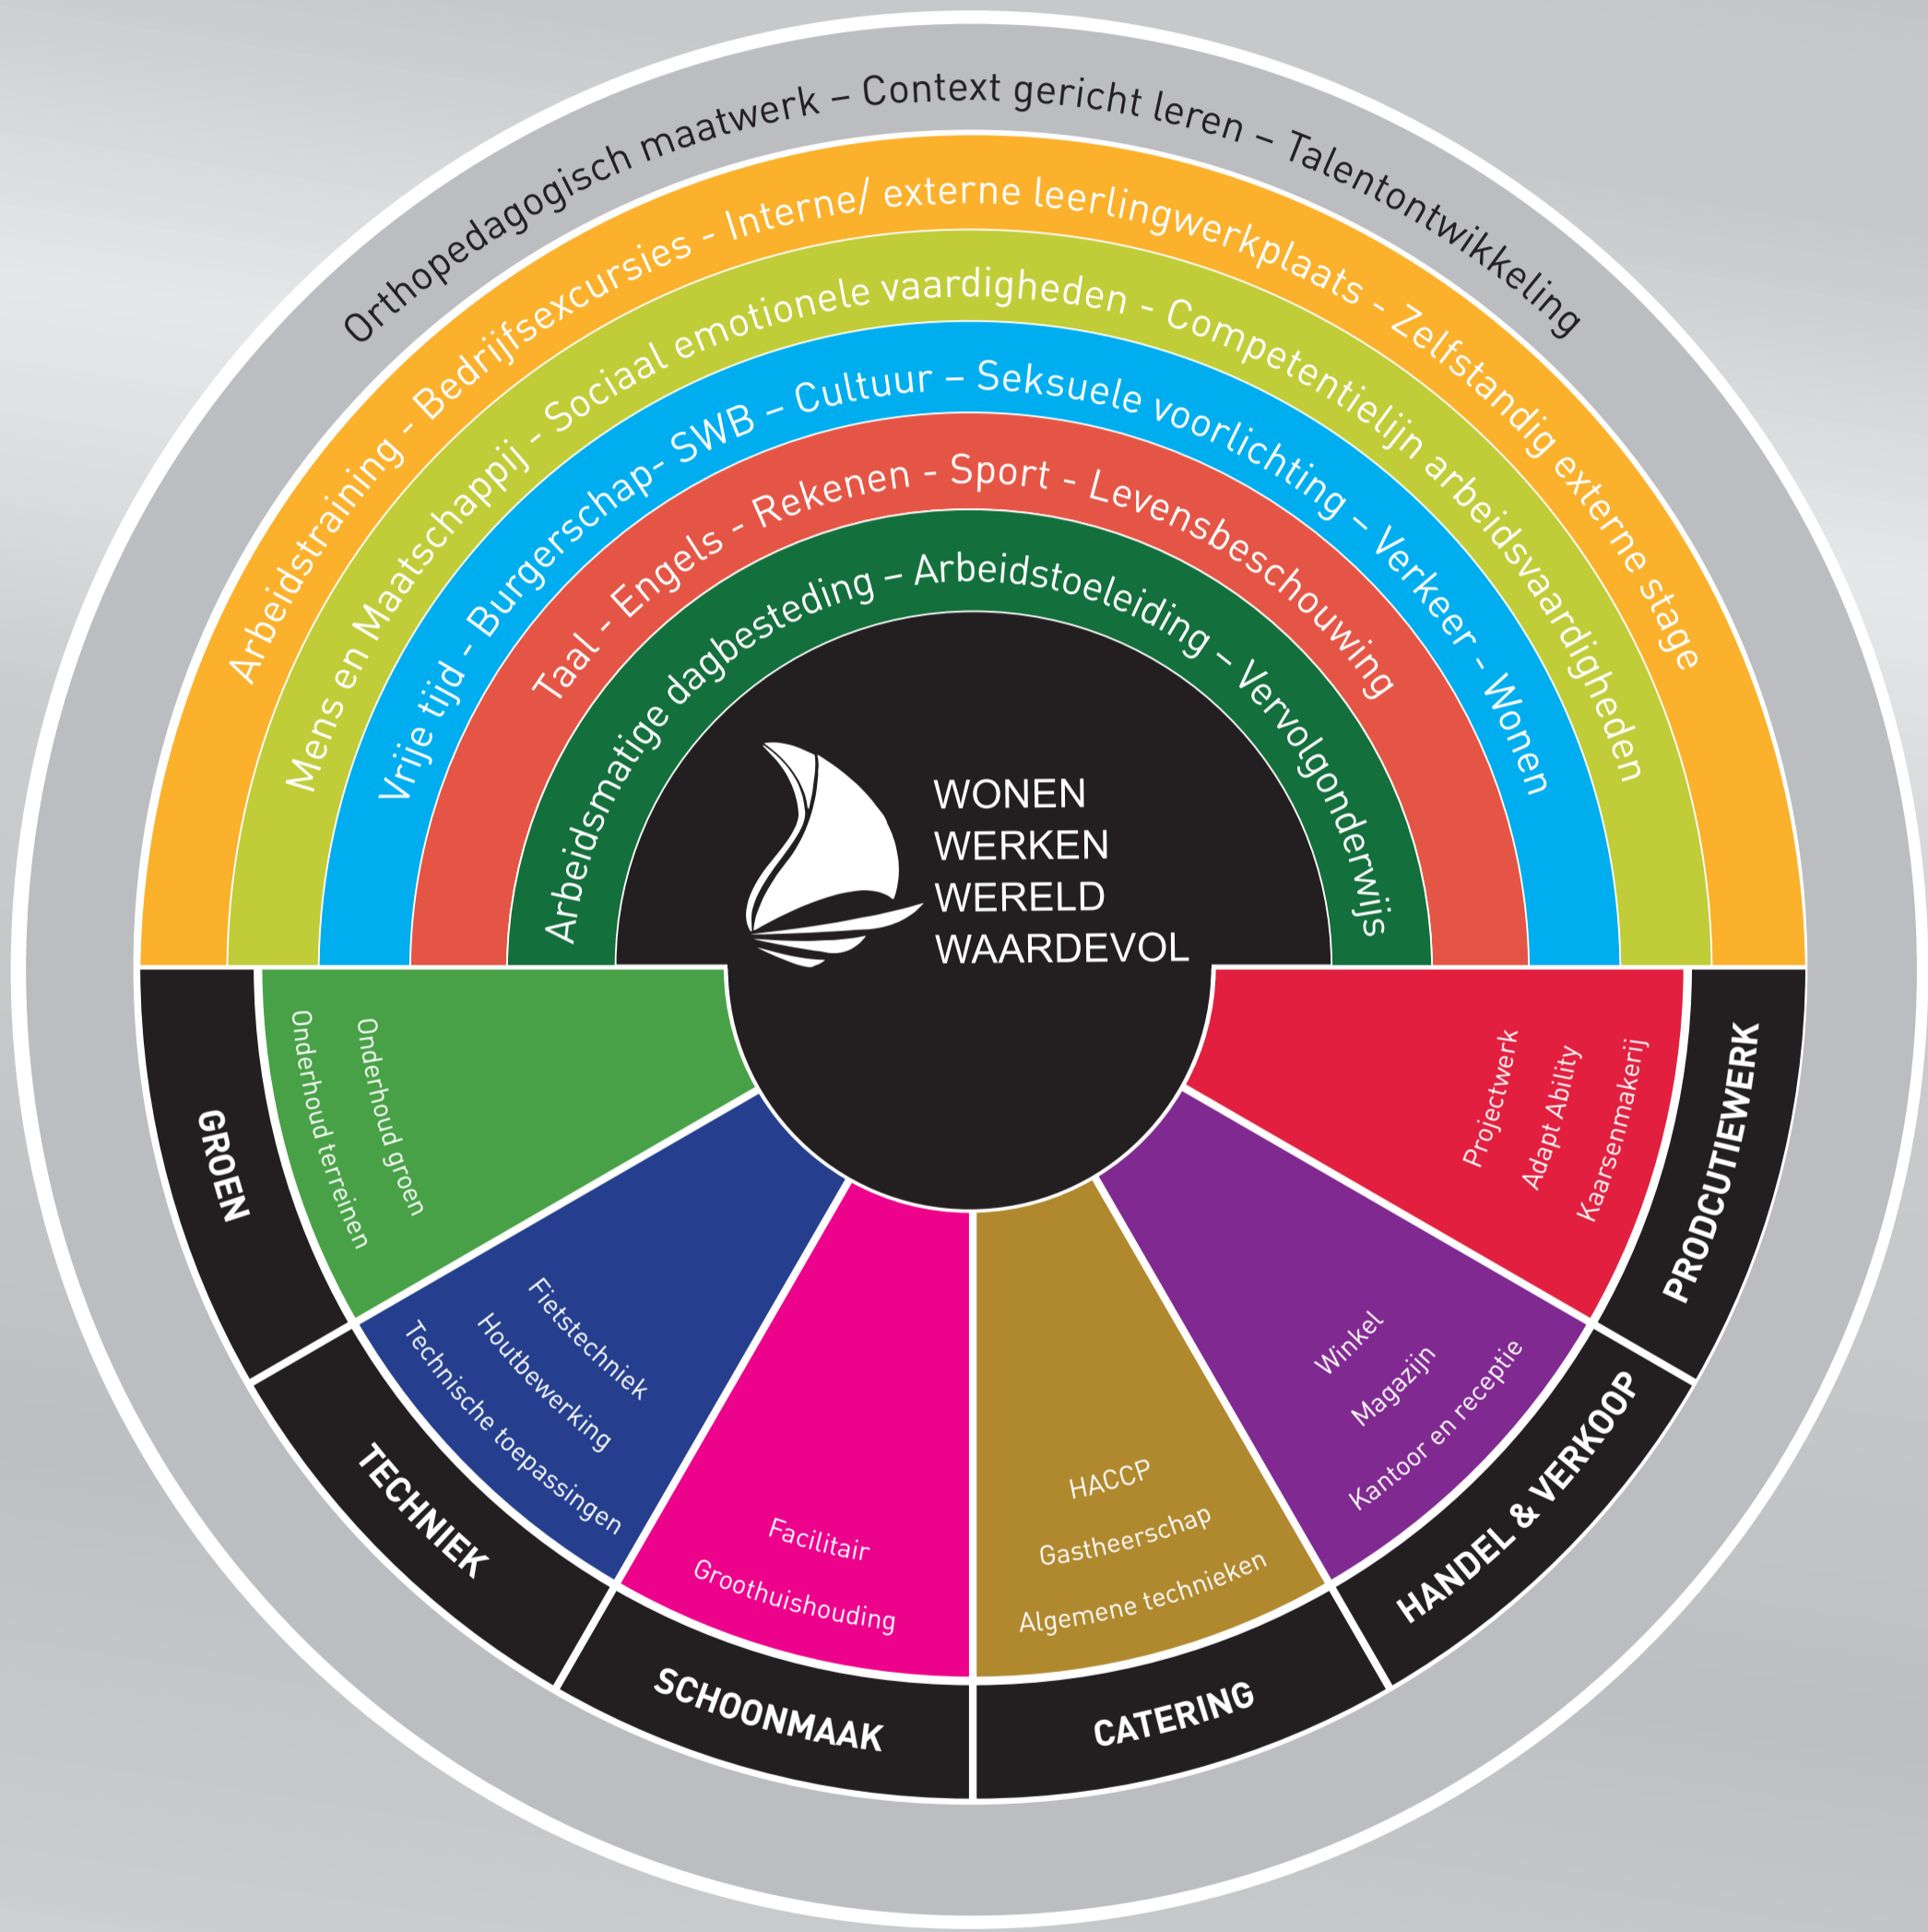 Orthopedagogisch maatwerk – Context gericht leren – Talentontwikkeling
Arbeidstraining - Bedrijfsexcursies - Interne/ externe leerlingwerkplaats - Zelfstandig externe stage
Mens en Maatschappij - Sociaal emotionele vaardigheden - Competentielijn arbeidsvaardigheden
Vrije tijd – Burgerschap- SWB – Cultuur – Seksuele voorlichting – Verkeer - Wonen
Taal - Engels - Rekenen - Sport - Levensbeschouwing
Arbeidsmatige dagbesteding – Arbeidstoeleiding – Vervolgonderwijs
WONEN
WERKEN
WERELD
WAARDEVOL
GROEN
Onderhoud terreinen
Onderhoud groen
TECHNIEK
Fietstechniek
Houtbewerking
Technische toepassingen
SCHOONMAAK
Facilitair
Groothuishouding
CATERING
HACCP
Gastheerschap
Algemene technieken
HANDEL & VERKOOP
Winkel
Magazijn
Kantoor en receptie
PRODCUTIEWERK
Projectwerk
Adapt Ability
Kaarsenmakerij